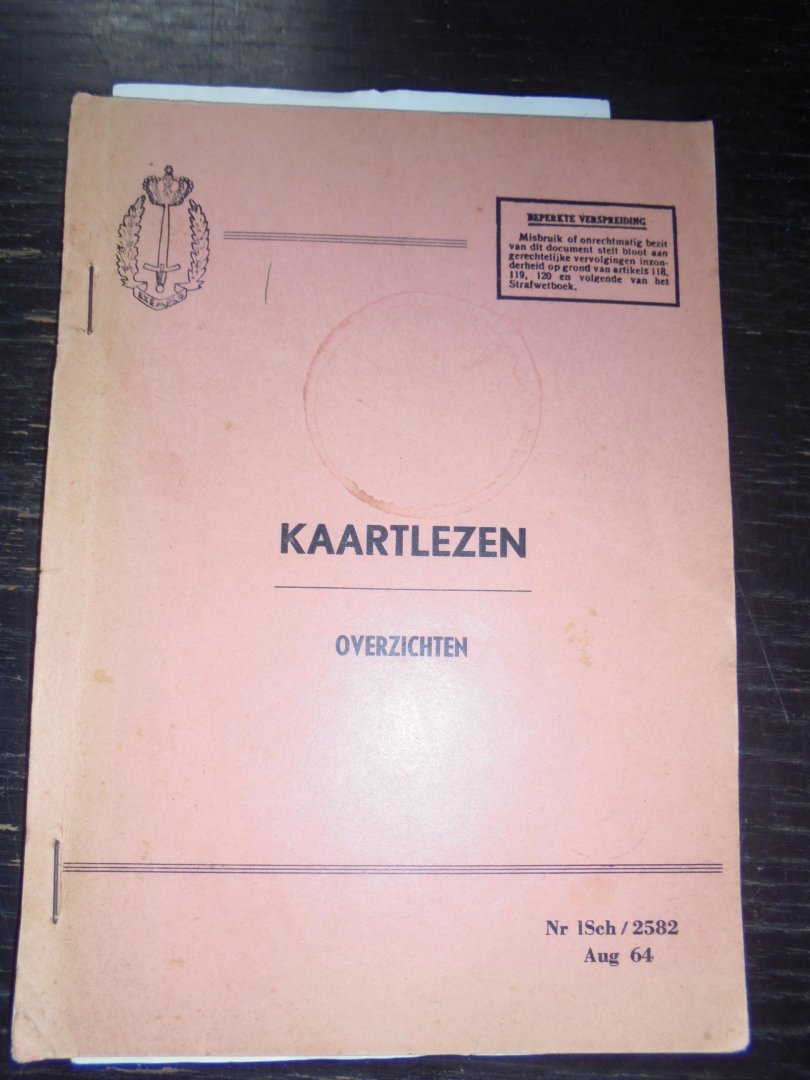 BEPERKTE VERSPREIDING
Misbruik of onrechtmatig bezit
van dit document stelt bloot aan
gerechtelijke vervolgingen inzon-
derheid op grond van artikels 118,
119, 120 en volgende van het
Strafwetboek.
KAARTLEZEN
OVERZICHTEN
Nr 1Sch / 2582
Aug 64